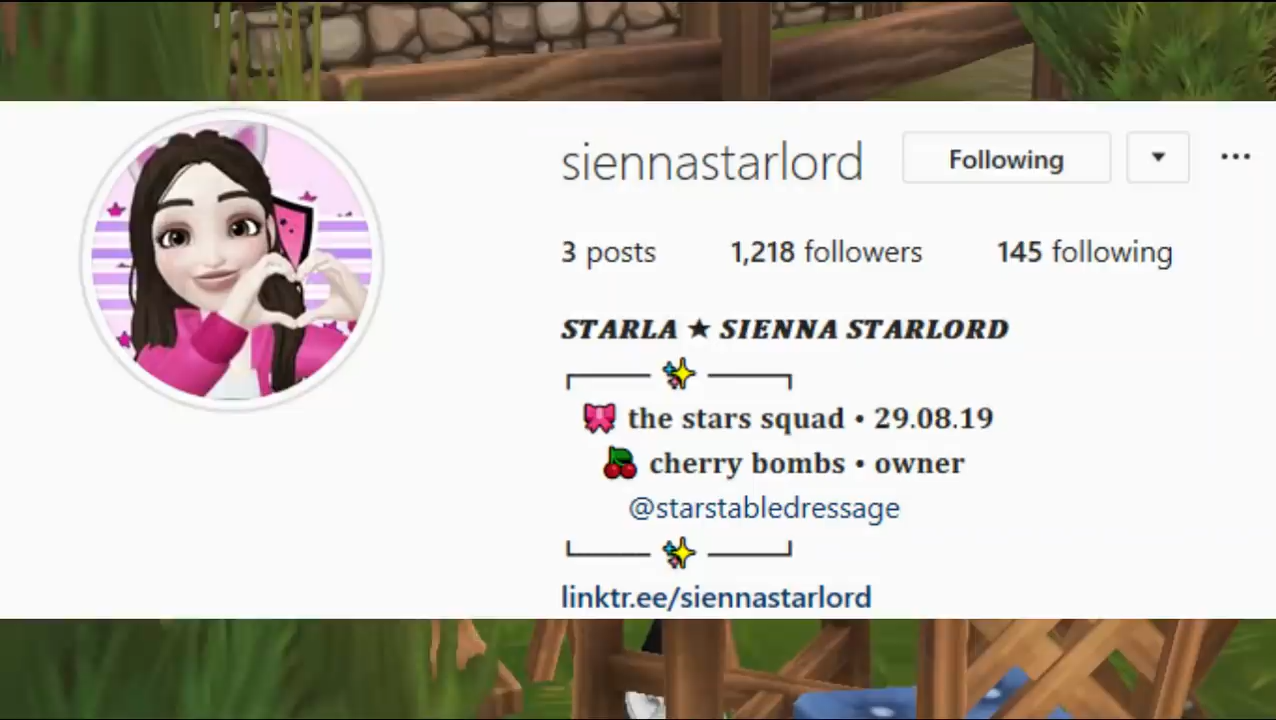 siennastarlord Following
3 posts 1,218 followers 145 following
STARLA ★ SIENNA STARLORD
┌─── ✨ ───┐
🎀 the stars squad • 29.08.19
🍒 cherry bombs • owner
@starstabledressage
└─── ✨ ───┘
linktr.ee/siennastarlord